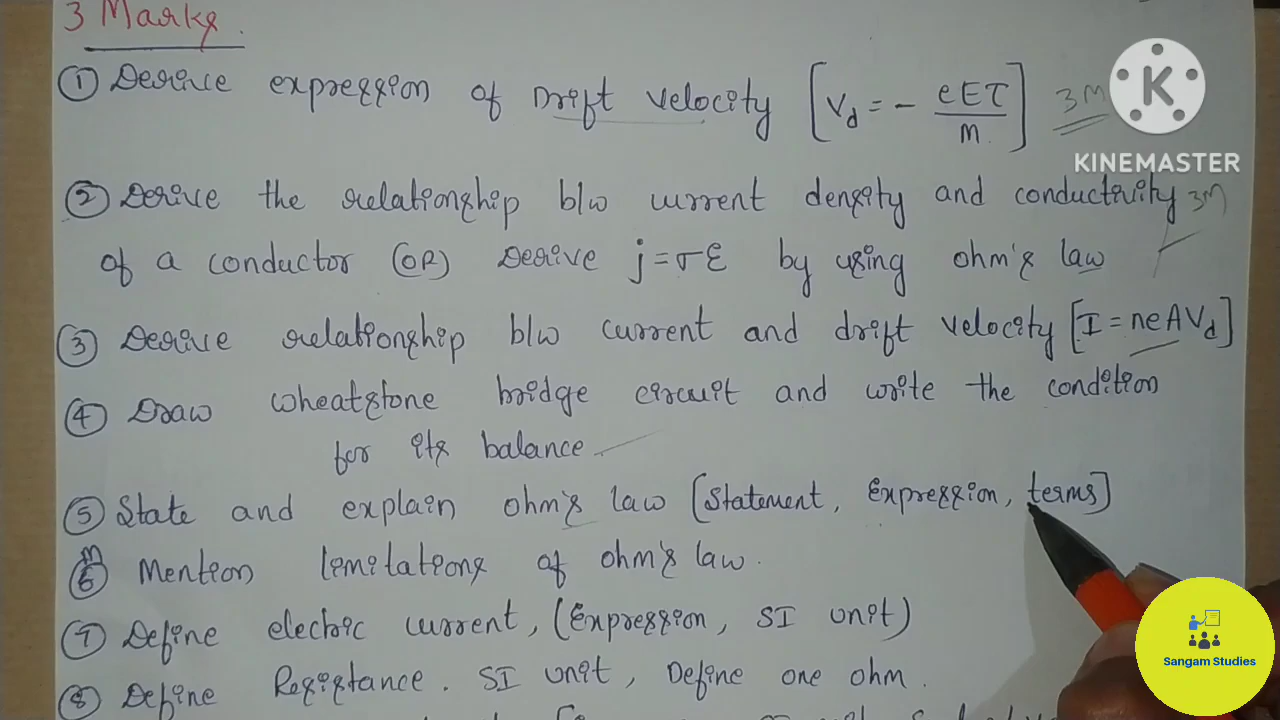 3 Marks.
① Derive expression of Drift velocity [Vd = - eEτ/m] 3M
KINEMASTER
② Derive the relationship b/w current density and conductivity 3M
of a conductor (OR) Derive j = σE by using ohm's law
③ Derive relationship b/w current and drift velocity [I = neAVd]
④ Draw wheatstone bridge circuit and write the condition
for its balance
⑤ State and explain ohm's law [Statement, Expression, terms]
⑥ Mention limitations of ohm's law.
⑦ Define electric current, (Expression, SI unit)
⑧ Define Resistance. SI unit, Define one ohm.
Sangam Studies